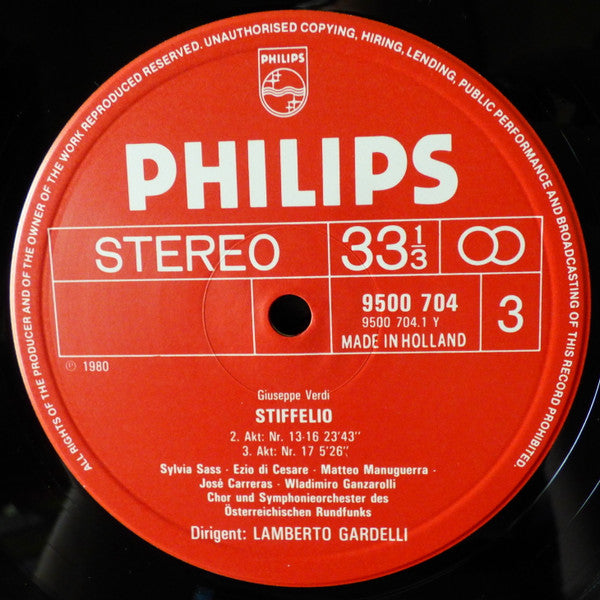 ALL RIGHTS OF THE PRODUCER AND OF THE OWNER OF THE WORK REPRODUCED RESERVED. UNAUTHORISED COPYING, HIRING, LENDING, PUBLIC PERFORMANCE AND BROADCASTING OF THIS RECORD PROHIBITED.
PHILIPS
PHILIPS
STEREO
33 1/3
9500 704
9500 704.1 Y
MADE IN HOLLAND
3
℗ 1980
Giuseppe Verdi
STIFFELIO
2. Akt: Nr. 13-16 23'43''
3. Akt: Nr. 17 5'26''
Sylvia Sass · Ezio di Cesare · Matteo Manuguerra ·
José Carreras · Wladimiro Ganzarolli
Chor und Symphonieorchester des
Österreichischen Rundfunks
Dirigent: LAMBERTO GARDELLI